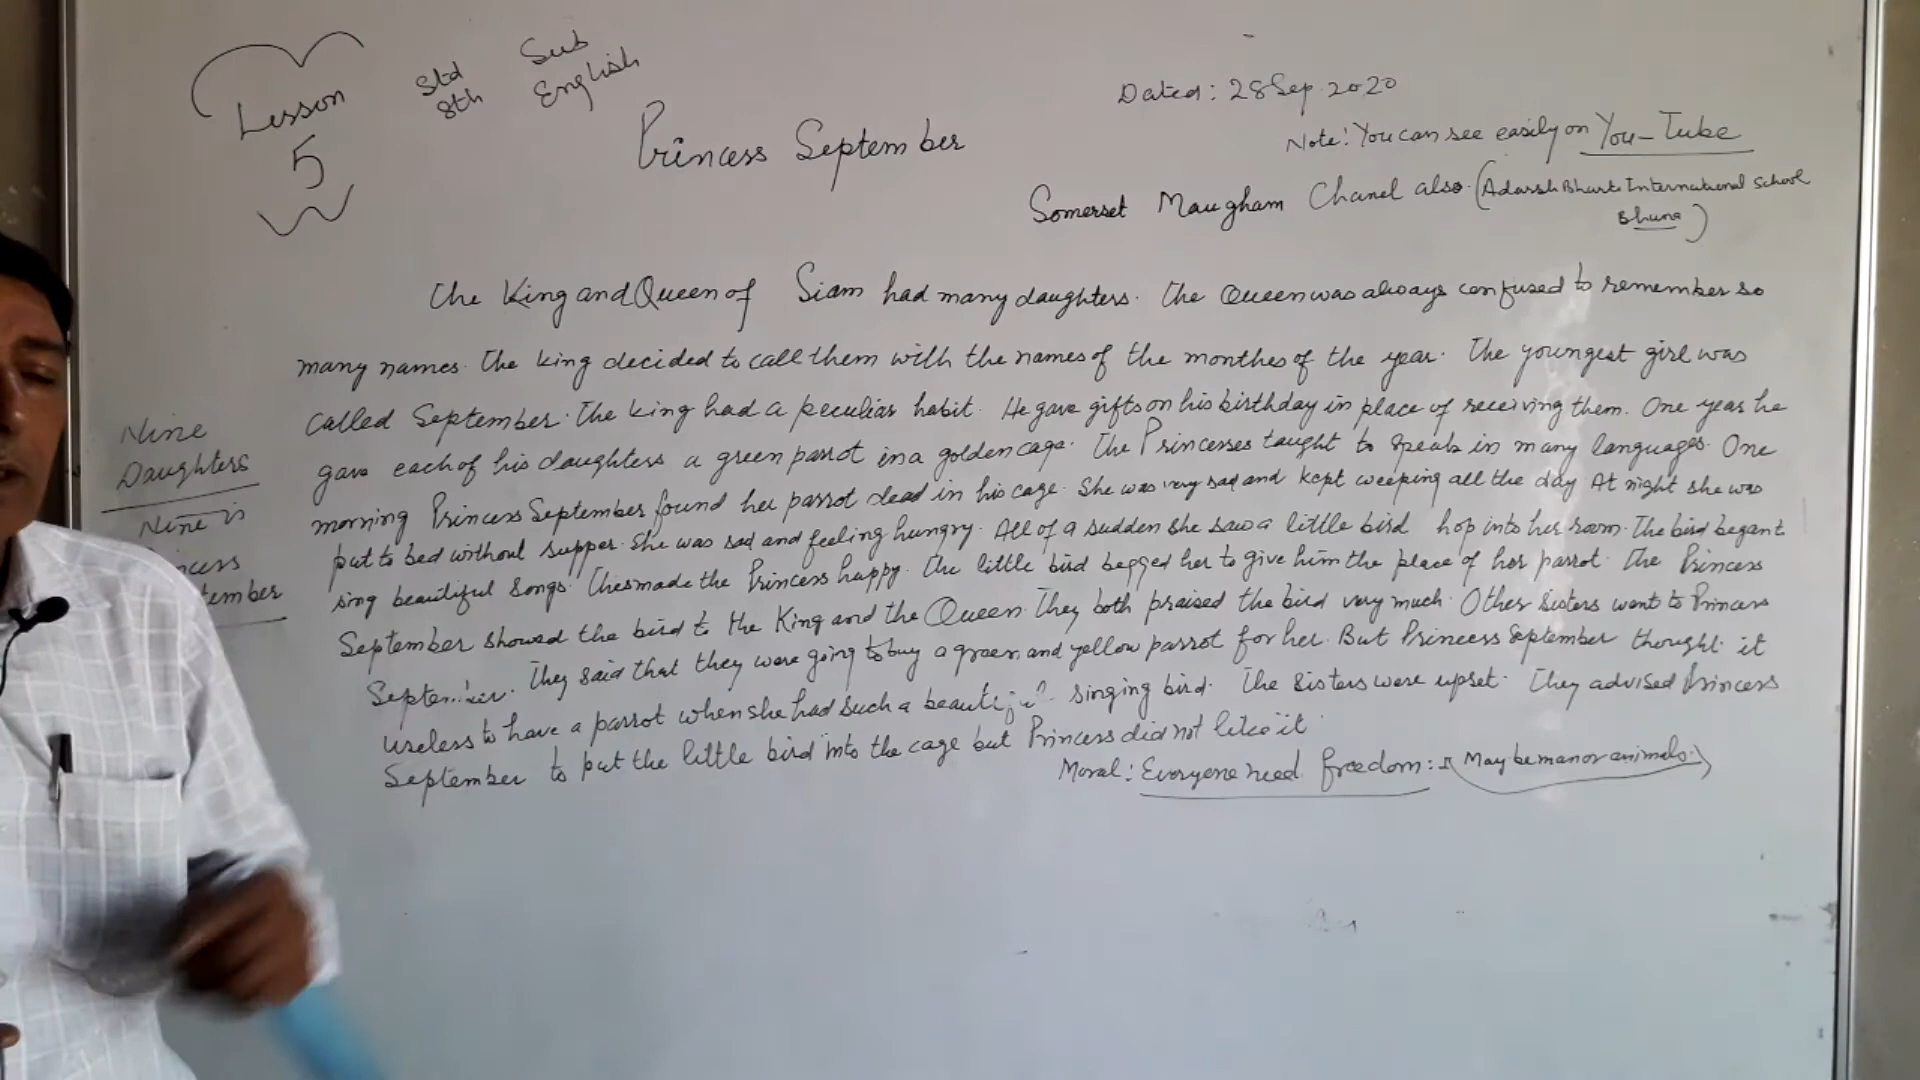 Lesson
5
Std
8th
Sub
English
Princess September
Dated: 28 Sep. 2020
Note: You can see easily on You-Tube
Somerset Maugham Chanel also (Adarsh Bharti International School
Bhuna)
The King and Queen of Siam had many daughters. The Queen was always confused to remember so
many names. The king decided to call them with the names of the monthes of the year. The youngest girl was
called September. The king had a peculiar habit. He gave gifts on his birthday in place of receiving them. One year he
gave each of his daughters a green parrot in a golden cage. The Princesses taught to speak in many languages. One
morning Princess September found her parrot dead in his cage. She was very sad and kept weeping all the day At night she was
put to bed without supper. She was sad and feeling hungry. All of a sudden she saw a little bird hop into her room. The bird began t
sing beautiful songs. made the Princess happy. The little bird begged her to give him the place of her parrot. The Princess
September showed the bird to the King and the Queen They both praised the bird very much. Other Sisters went to Princess
September. They said that they were going to buy a green and yellow parrot for her. But Princess September thought it
useless to have a parrot when she had such a singing bird. The sisters were upset. They advised Princess
September to put the little bird into the cage but Princess did not like it.
Moral: Everyone need freedom: (May be man or animals.)
Nine
Daughters
Nine is
ncess
tember